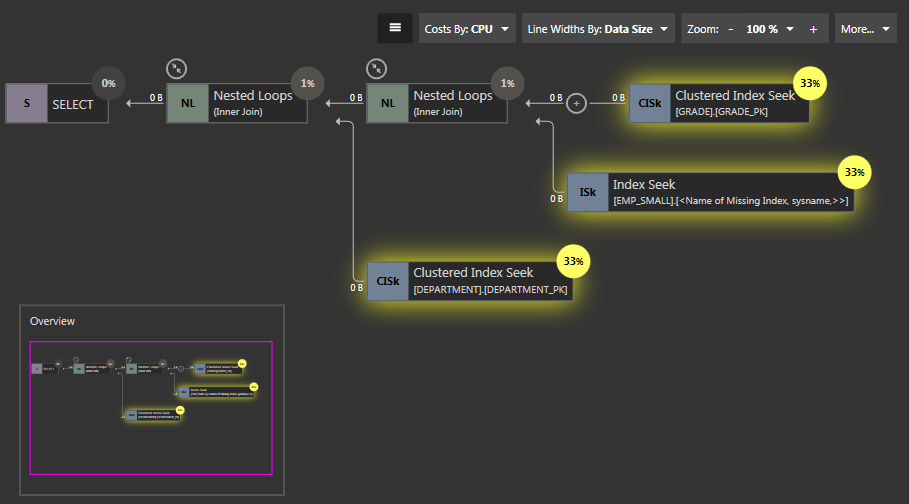 Costs By: CPU
Line Widths By: Data Size
Zoom: - 100 % +
More...
S SELECT 0%
0 B
NL Nested Loops 1%
(Inner Join)
0 B
NL Nested Loops 1%
(Inner Join)
0 B
+
0 B
CISk Clustered Index Seek 33%
[GRADE].[GRADE_PK]
0 B
ISk Index Seek 33%
[EMP_SMALL].[<Name of Missing Index, sysname,>>]
0 B
CISk Clustered Index Seek 33%
[DEPARTMENT].[DEPARTMENT_PK]
Overview